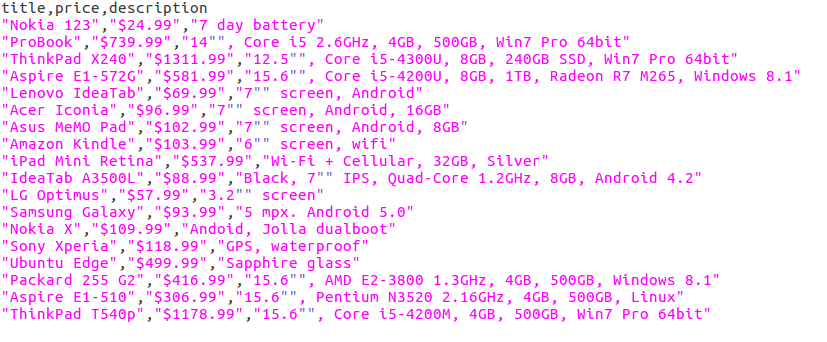 title,price,description
"Nokia 123","$24.99","7 day battery"
"ProBook","$739.99","14"", Core i5 2.6GHz, 4GB, 500GB, Win7 Pro 64bit"
"ThinkPad X240","$1311.99","12.5"", Core i5-4300U, 8GB, 240GB SSD, Win7 Pro 64bit"
"Aspire E1-572G","$581.99","15.6"", Core i5-4200U, 8GB, 1TB, Radeon R7 M265, Windows 8.1"
"Lenovo IdeaTab","$69.99","7"" screen, Android"
"Acer Iconia","$96.99","7"" screen, Android, 16GB"
"Asus MeMO Pad","$102.99","7"" screen, Android, 8GB"
"Amazon Kindle","$103.99","6"" screen, wifi"
"iPad Mini Retina","$537.99","Wi-Fi + Cellular, 32GB, Silver"
"IdeaTab A3500L","$88.99","Black, 7"" IPS, Quad-Core 1.2GHz, 8GB, Android 4.2"
"LG Optimus","$57.99","3.2"" screen"
"Samsung Galaxy","$93.99","5 mpx. Android 5.0"
"Nokia X","$109.99","Andoid, Jolla dualboot"
"Sony Xperia","$118.99","GPS, waterproof"
"Ubuntu Edge","$499.99","Sapphire glass"
"Packard 255 G2","$416.99","15.6"", AMD E2-3800 1.3GHz, 4GB, 500GB, Windows 8.1"
"Aspire E1-510","$306.99","15.6"", Pentium N3520 2.16GHz, 4GB, 500GB, Linux"
"ThinkPad T540p","$1178.99","15.6"", Core i5-4200M, 4GB, 500GB, Win7 Pro 64bit"